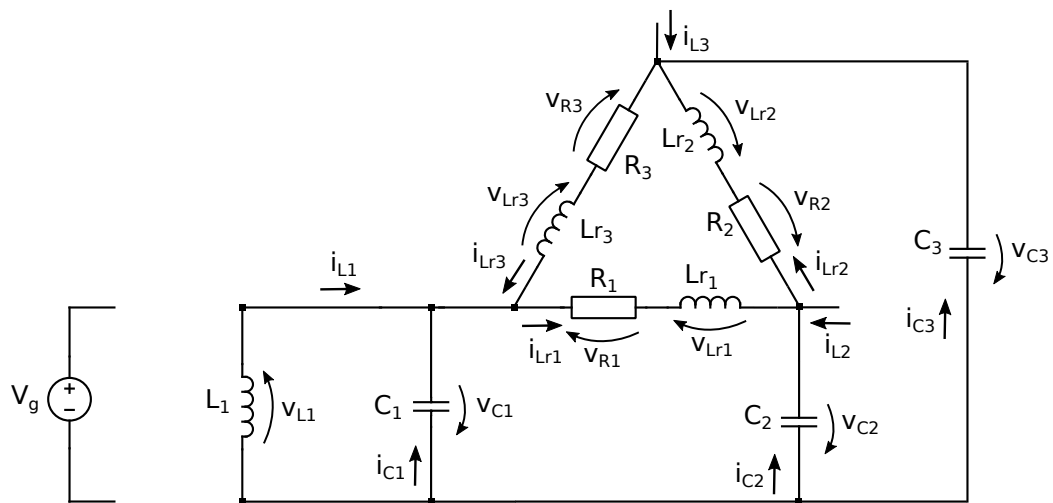 i_L3
v_R3
v_Lr2
Lr_2
R_3
v_Lr3
v_R2
R_2
Lr_3
C_3
v_C3
i_Lr3
i_Lr2
i_L1
R_1
Lr_1
i_C3
i_Lr1
v_R1
v_Lr1
i_L2
V_g
+
−
L_1
v_L1
C_1
v_C1
C_2
v_C2
i_C1
i_C2